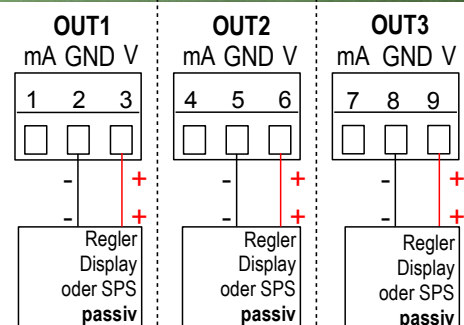 OUT1 OUT2 OUT3
mA GND V mA GND V mA GND V
1 2 3 4 5 6 7 8 9
- + - + - +
- + - + - +
Regler Regler Regler
Display Display Display
oder SPS oder SPS oder SPS
passiv passiv passiv